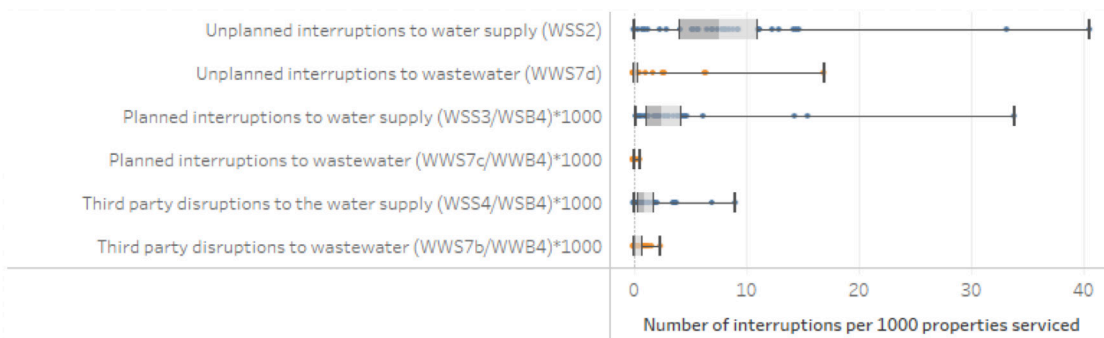 Unplanned interruptions to water supply (WSS2)
Unplanned interruptions to wastewater (WWS7d)
Planned interruptions to water supply (WSS3/WSB4)*1000
Planned interruptions to wastewater (WWS7c/WWB4)*1000
Third party disruptions to the water supply (WSS4/WSB4)*1000
Third party disruptions to wastewater (WWS7b/WWB4)*1000
0 10 20 30 40
Number of interruptions per 1000 properties serviced